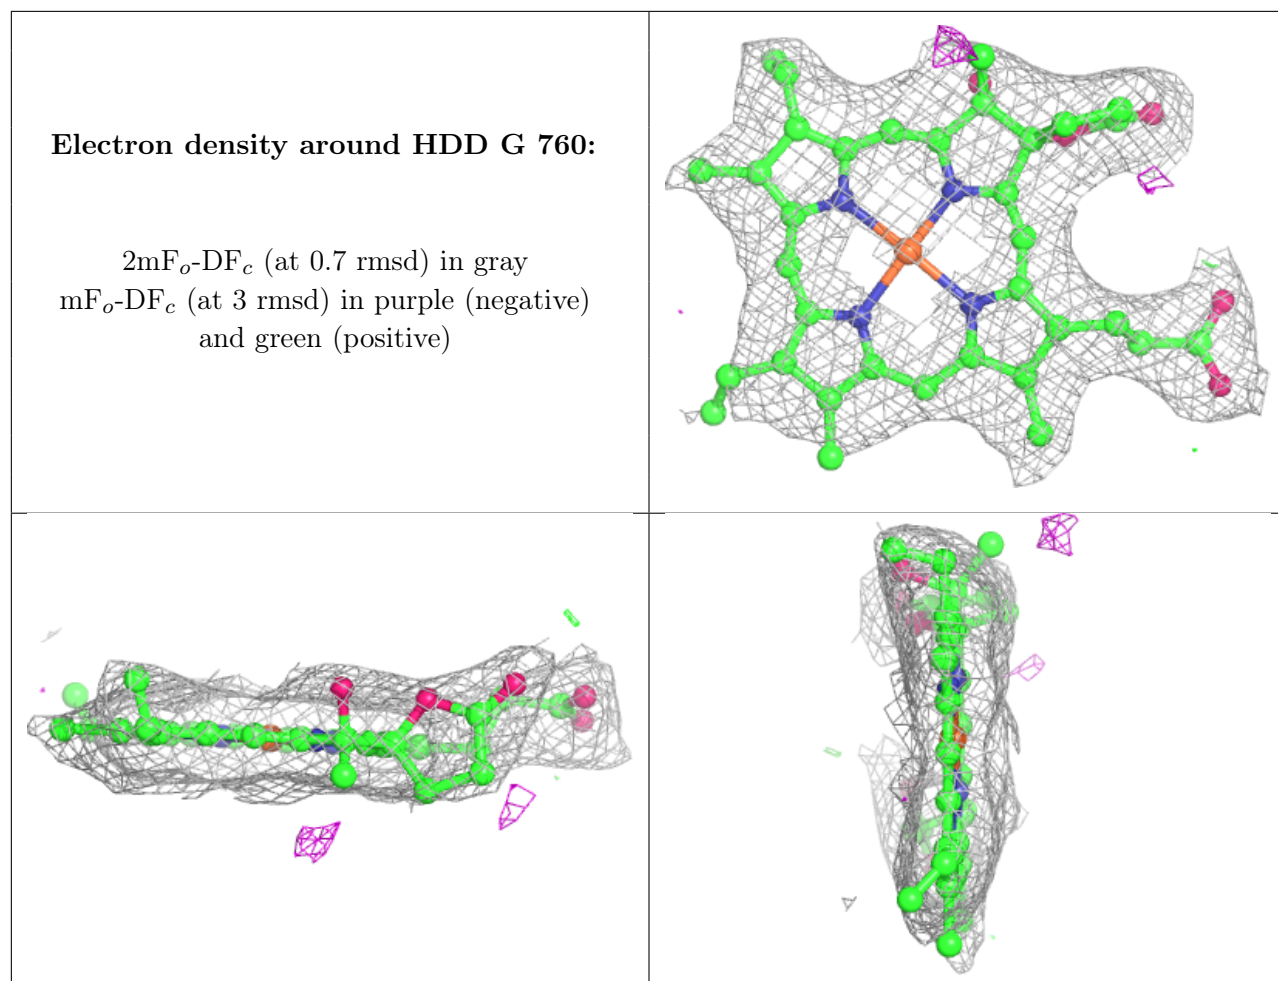 Electron density around HDD G 760:
2mFo-DFc (at 0.7 rmsd) in gray
mFo-DFc (at 3 rmsd) in purple (negative)
and green (positive)